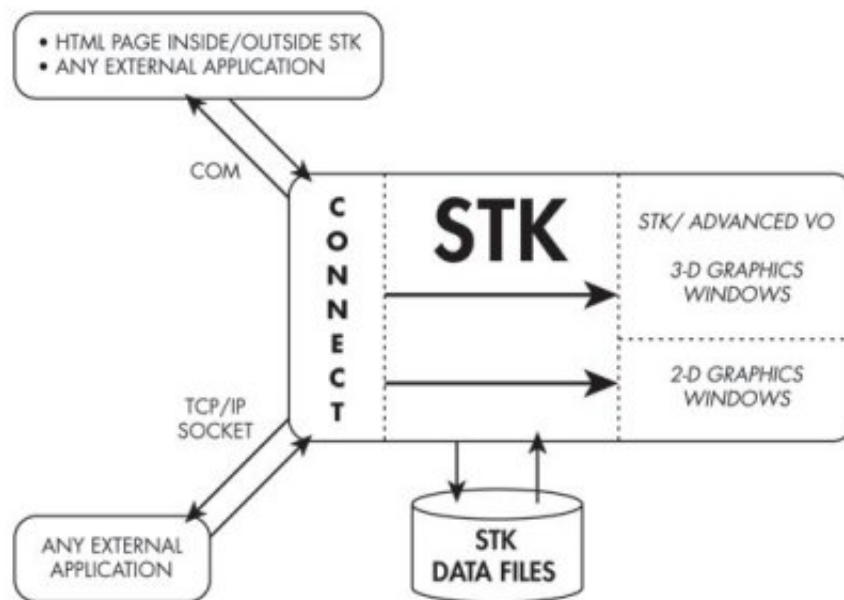 • HTML PAGE INSIDE/OUTSIDE STK
• ANY EXTERNAL APPLICATION
COM
CONNECT
STK
STK/ ADVANCED VO
3-D GRAPHICS
WINDOWS
2-D GRAPHICS
WINDOWS
TCP/IP
SOCKET
ANY EXTERNAL
APPLICATION
STK
DATA FILES